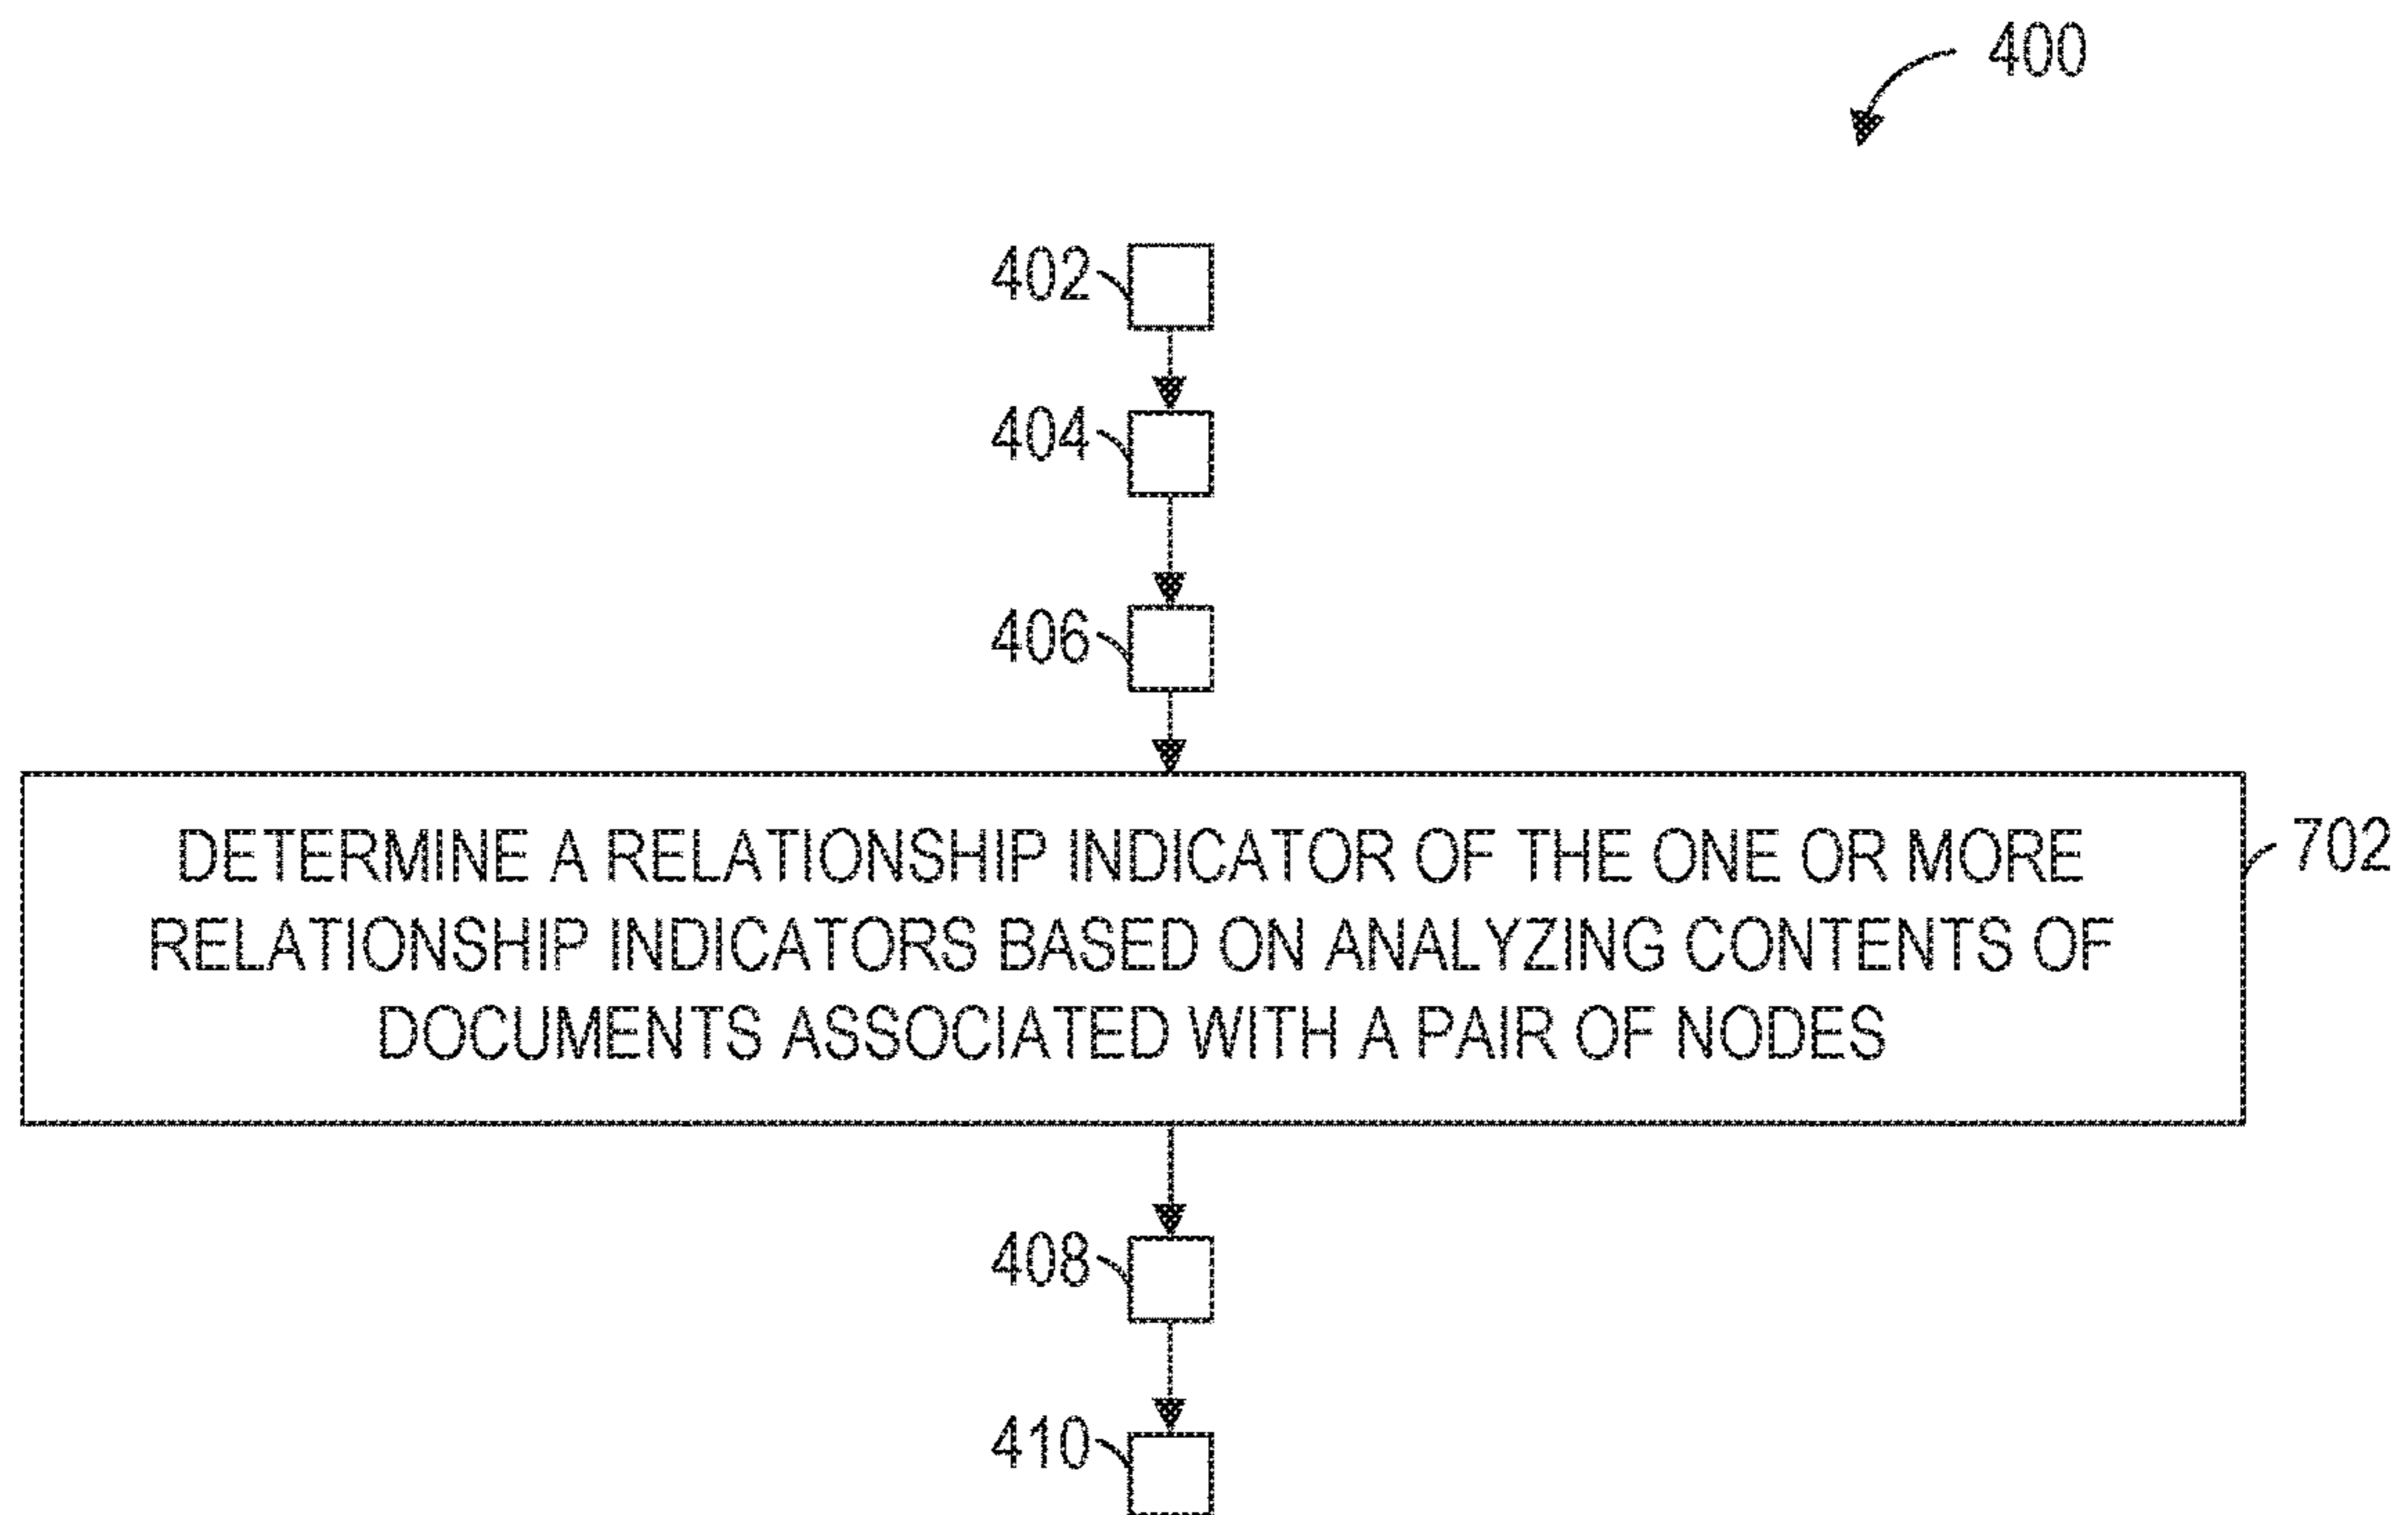 400
402
404
406
DETERMINE A RELATIONSHIP INDICATOR OF THE ONE OR MORE
RELATIONSHIP INDICATORS BASED ON ANALYZING CONTENTS OF
DOCUMENTS ASSOCIATED WITH A PAIR OF NODES
702
408
410